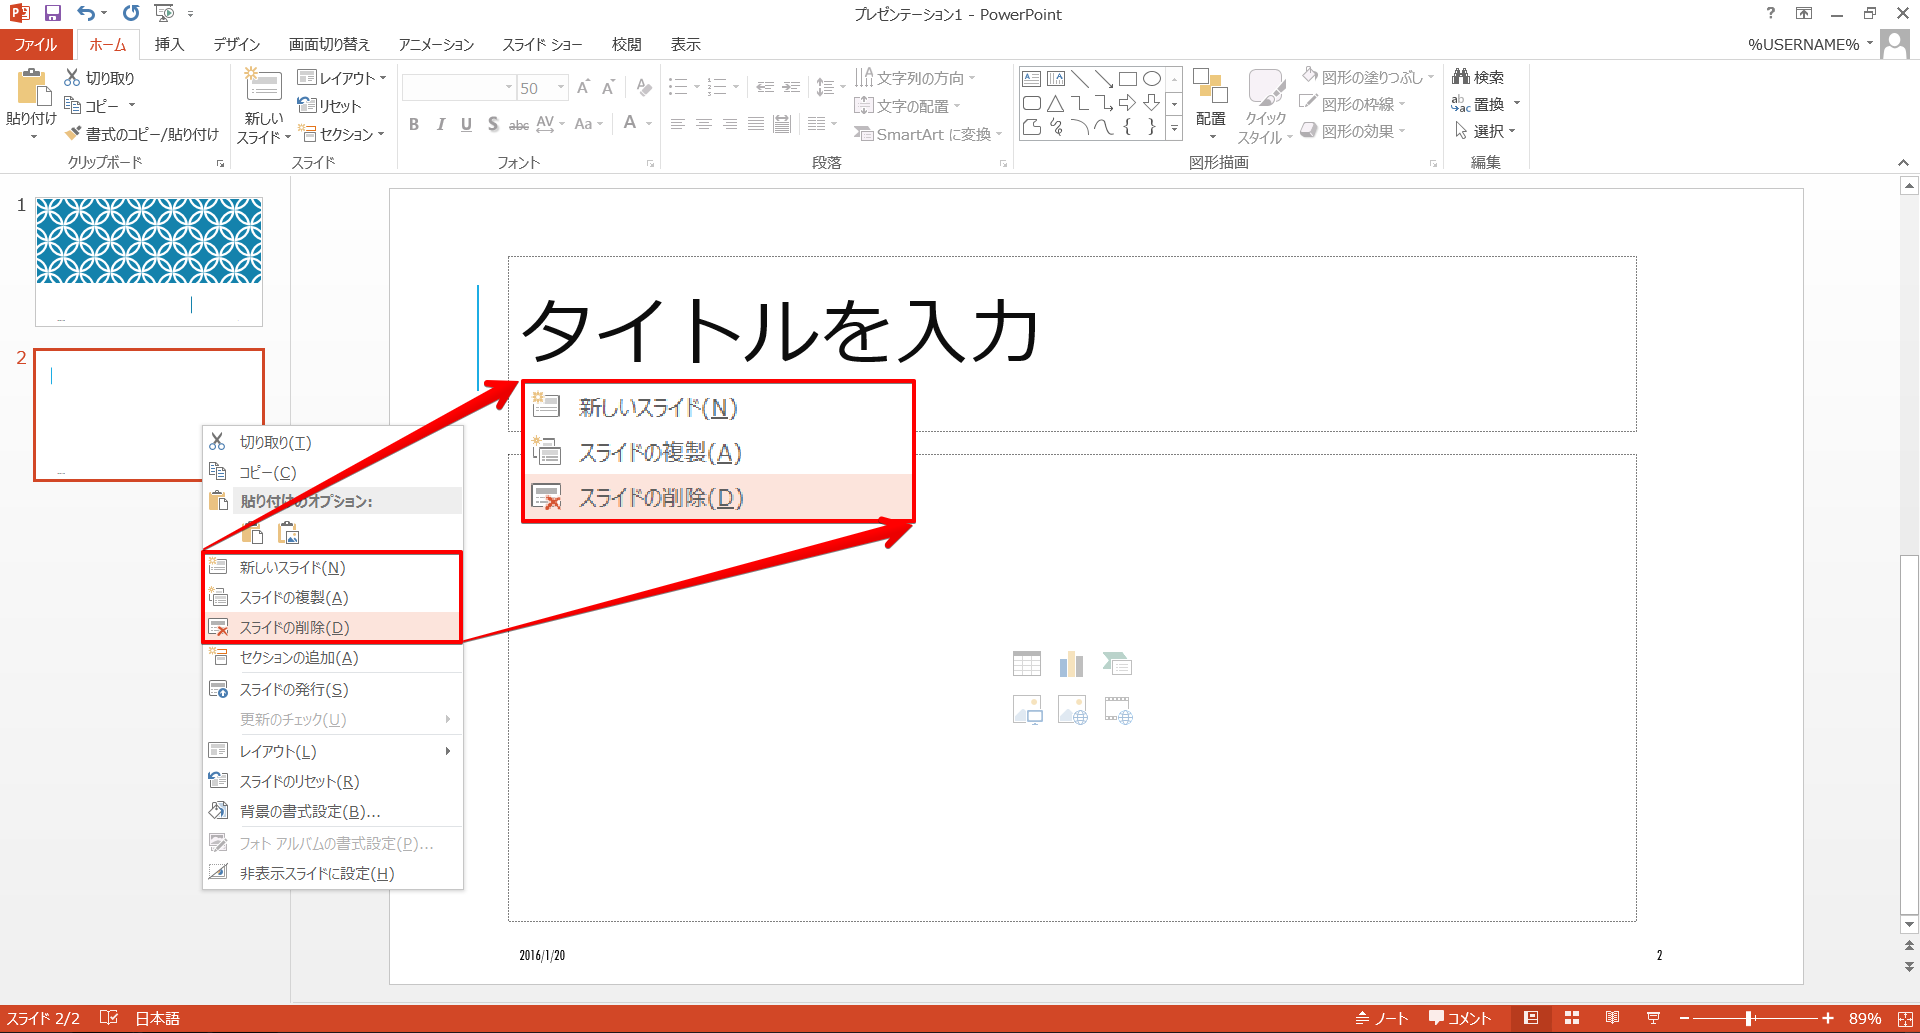 プレゼンテーション1 - PowerPoint
ファイル ホーム 挿入 デザイン 画面切り替え アニメーション スライド ショー 校閲 表示 %USERNAME%
貼り付け
切り取り
コピー
書式のコピー/貼り付け
クリップボード
新しい
スライド
レイアウト
リセット
セクション
スライド
50
B I U S abc AV Aa A
フォント
文字列の方向
文字の配置
SmartArt に変換
段落
配置
クイック
スタイル
図形の塗りつぶし
図形の枠線
図形の効果
図形描画
検索
置換
選択
編集
1
2
切り取り(T)
コピー(C)
貼り付けのオプション:
新しいスライド(N)
スライドの複製(A)
スライドの削除(D)
セクションの追加(A)
スライドの発行(S)
更新のチェック(U)
レイアウト(L)
スライドのリセット(R)
背景の書式設定(B)...
フォト アルバムの書式設定(P)...
非表示スライドに設定(H)
タイトルを入力
新しいスライド(N)
スライドの複製(A)
スライドの削除(D)
2016/1/20
2
スライド 2/2 日本語 ノート コメント 89%